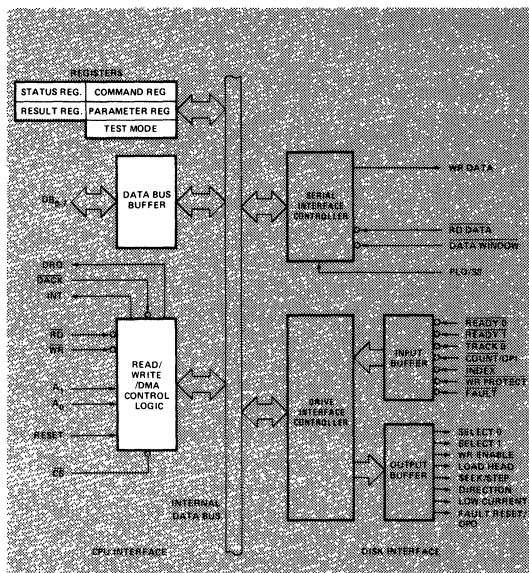 REGISTERS
STATUS REG. COMMAND REG
RESULT REG. PARAMETER REG
TEST MODE
DB0-7
DATA BUS
BUFFER
DRQ
DACK
INT
RD
WR
A1
A0
RESET
CS
READ/
WRITE
/DMA
CONTROL
LOGIC
INTERNAL
DATA BUS
CPU INTERFACE
SERIAL
INTERFACE
CONTROLLER
WR DATA
RD DATA
DATA WINDOW
PLO/SS
DRIVE
INTERFACE
CONTROLLER
INPUT
BUFFER
READY 0
READY 1
TRACK 0
COUNT/OPI
INDEX
WR PROTECT
FAULT
OUTPUT
BUFFER
SELECT 0
SELECT 1
WR ENABLE
LOAD HEAD
SEEK/STEP
DIRECTION
LOW CURRENT
FAULT RESET/
OPO
DISK INTERFACE